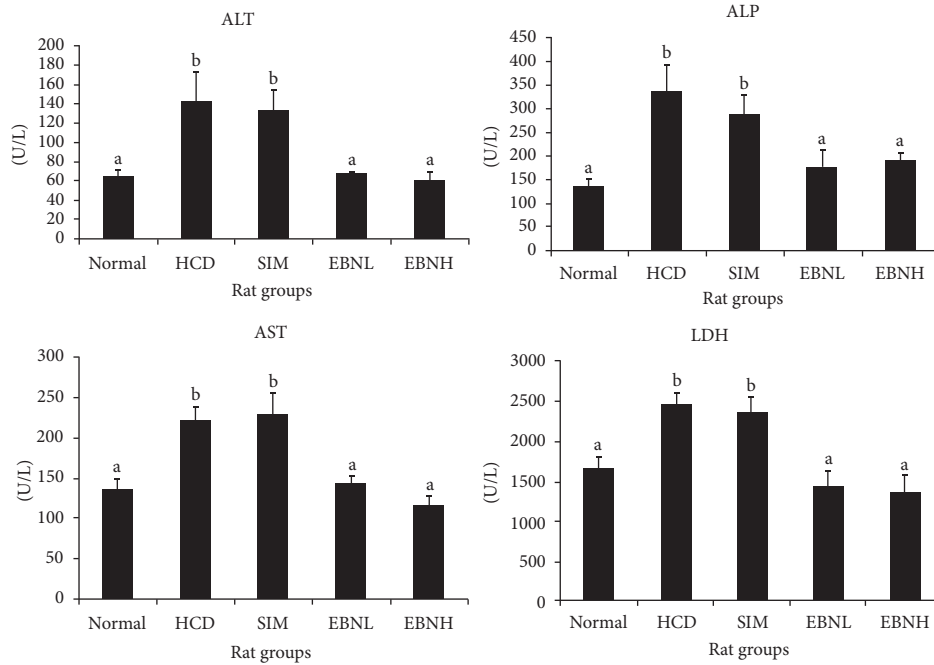 ALT
200
180
160
140
120
100
80
60
40
20
0
(U/L)
a
b
b
a
a
Normal HCD SIM EBNL EBNH
Rat groups
ALP
450
400
350
300
250
200
150
100
50
0
(U/L)
a
b
b
a
a
Normal HCD SIM EBNL EBNH
Rat groups
AST
300
250
200
150
100
50
0
(U/L)
a
b
b
a
a
Normal HCD SIM EBNL EBNH
Rat groups
LDH
3000
2500
2000
1500
1000
500
0
(U/L)
a
b
b
a
a
Normal HCD SIM EBNL EBNH
Rat groups